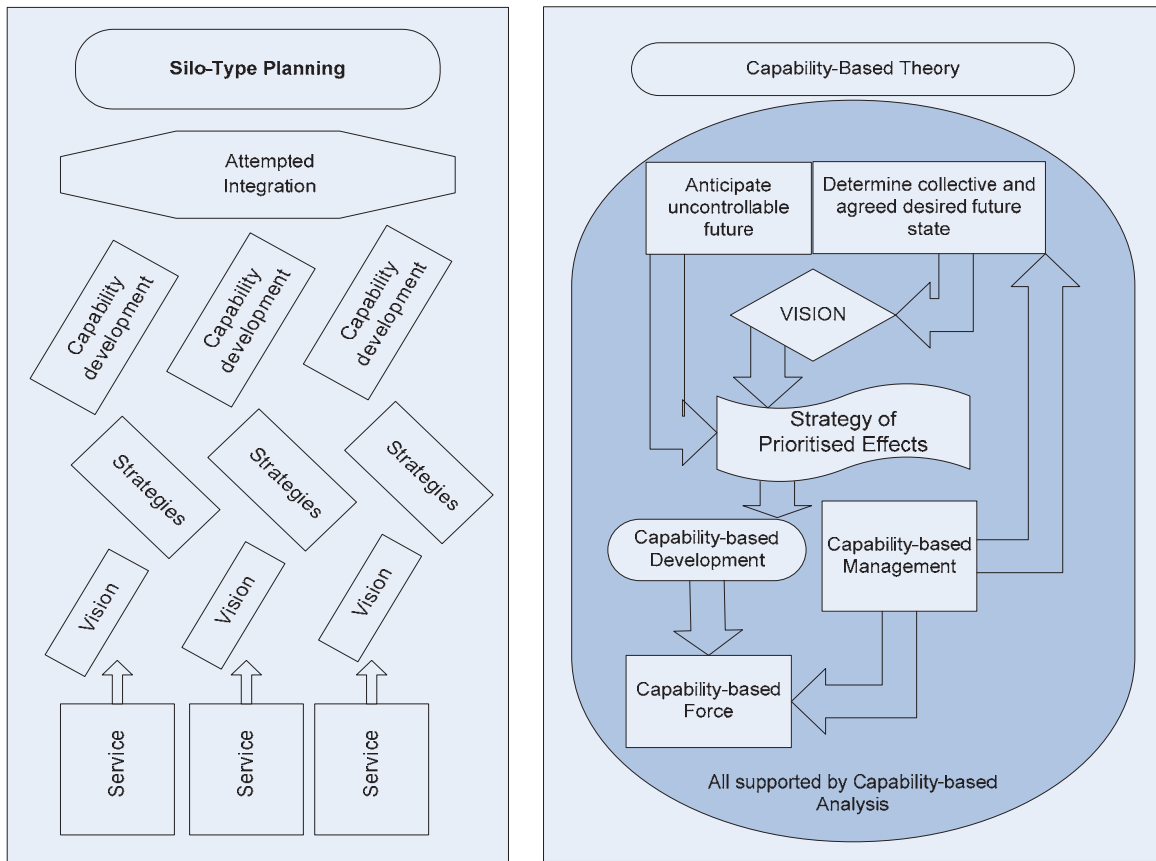 Silo-Type Planning
Attempted
Integration
Capability
development
Capability
development
Capability
development
Strategies
Strategies
Strategies
Vision
Vision
Vision
Service
Service
Service
Capability-Based Theory
Anticipate
uncontrollable
future
Determine collective and
agreed desired future
state
VISION
Strategy of
Prioritised Effects
Capability-based
Development
Capability-based
Management
Capability-based
Force
All supported by Capability-based
Analysis